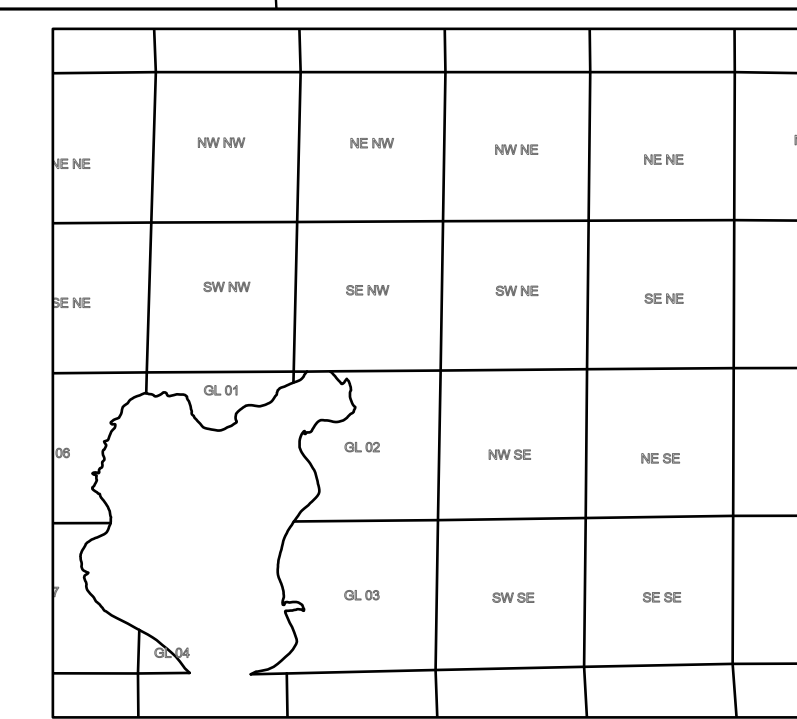 NW NW
NE NW
NW NE
NE NE
NE NE
SW NW
SE NW
SW NE
SE NE
SE NE
GL 01
06
GL 02
NW SE
NE SE
GL 03
SW SE
SE SE
GL 04